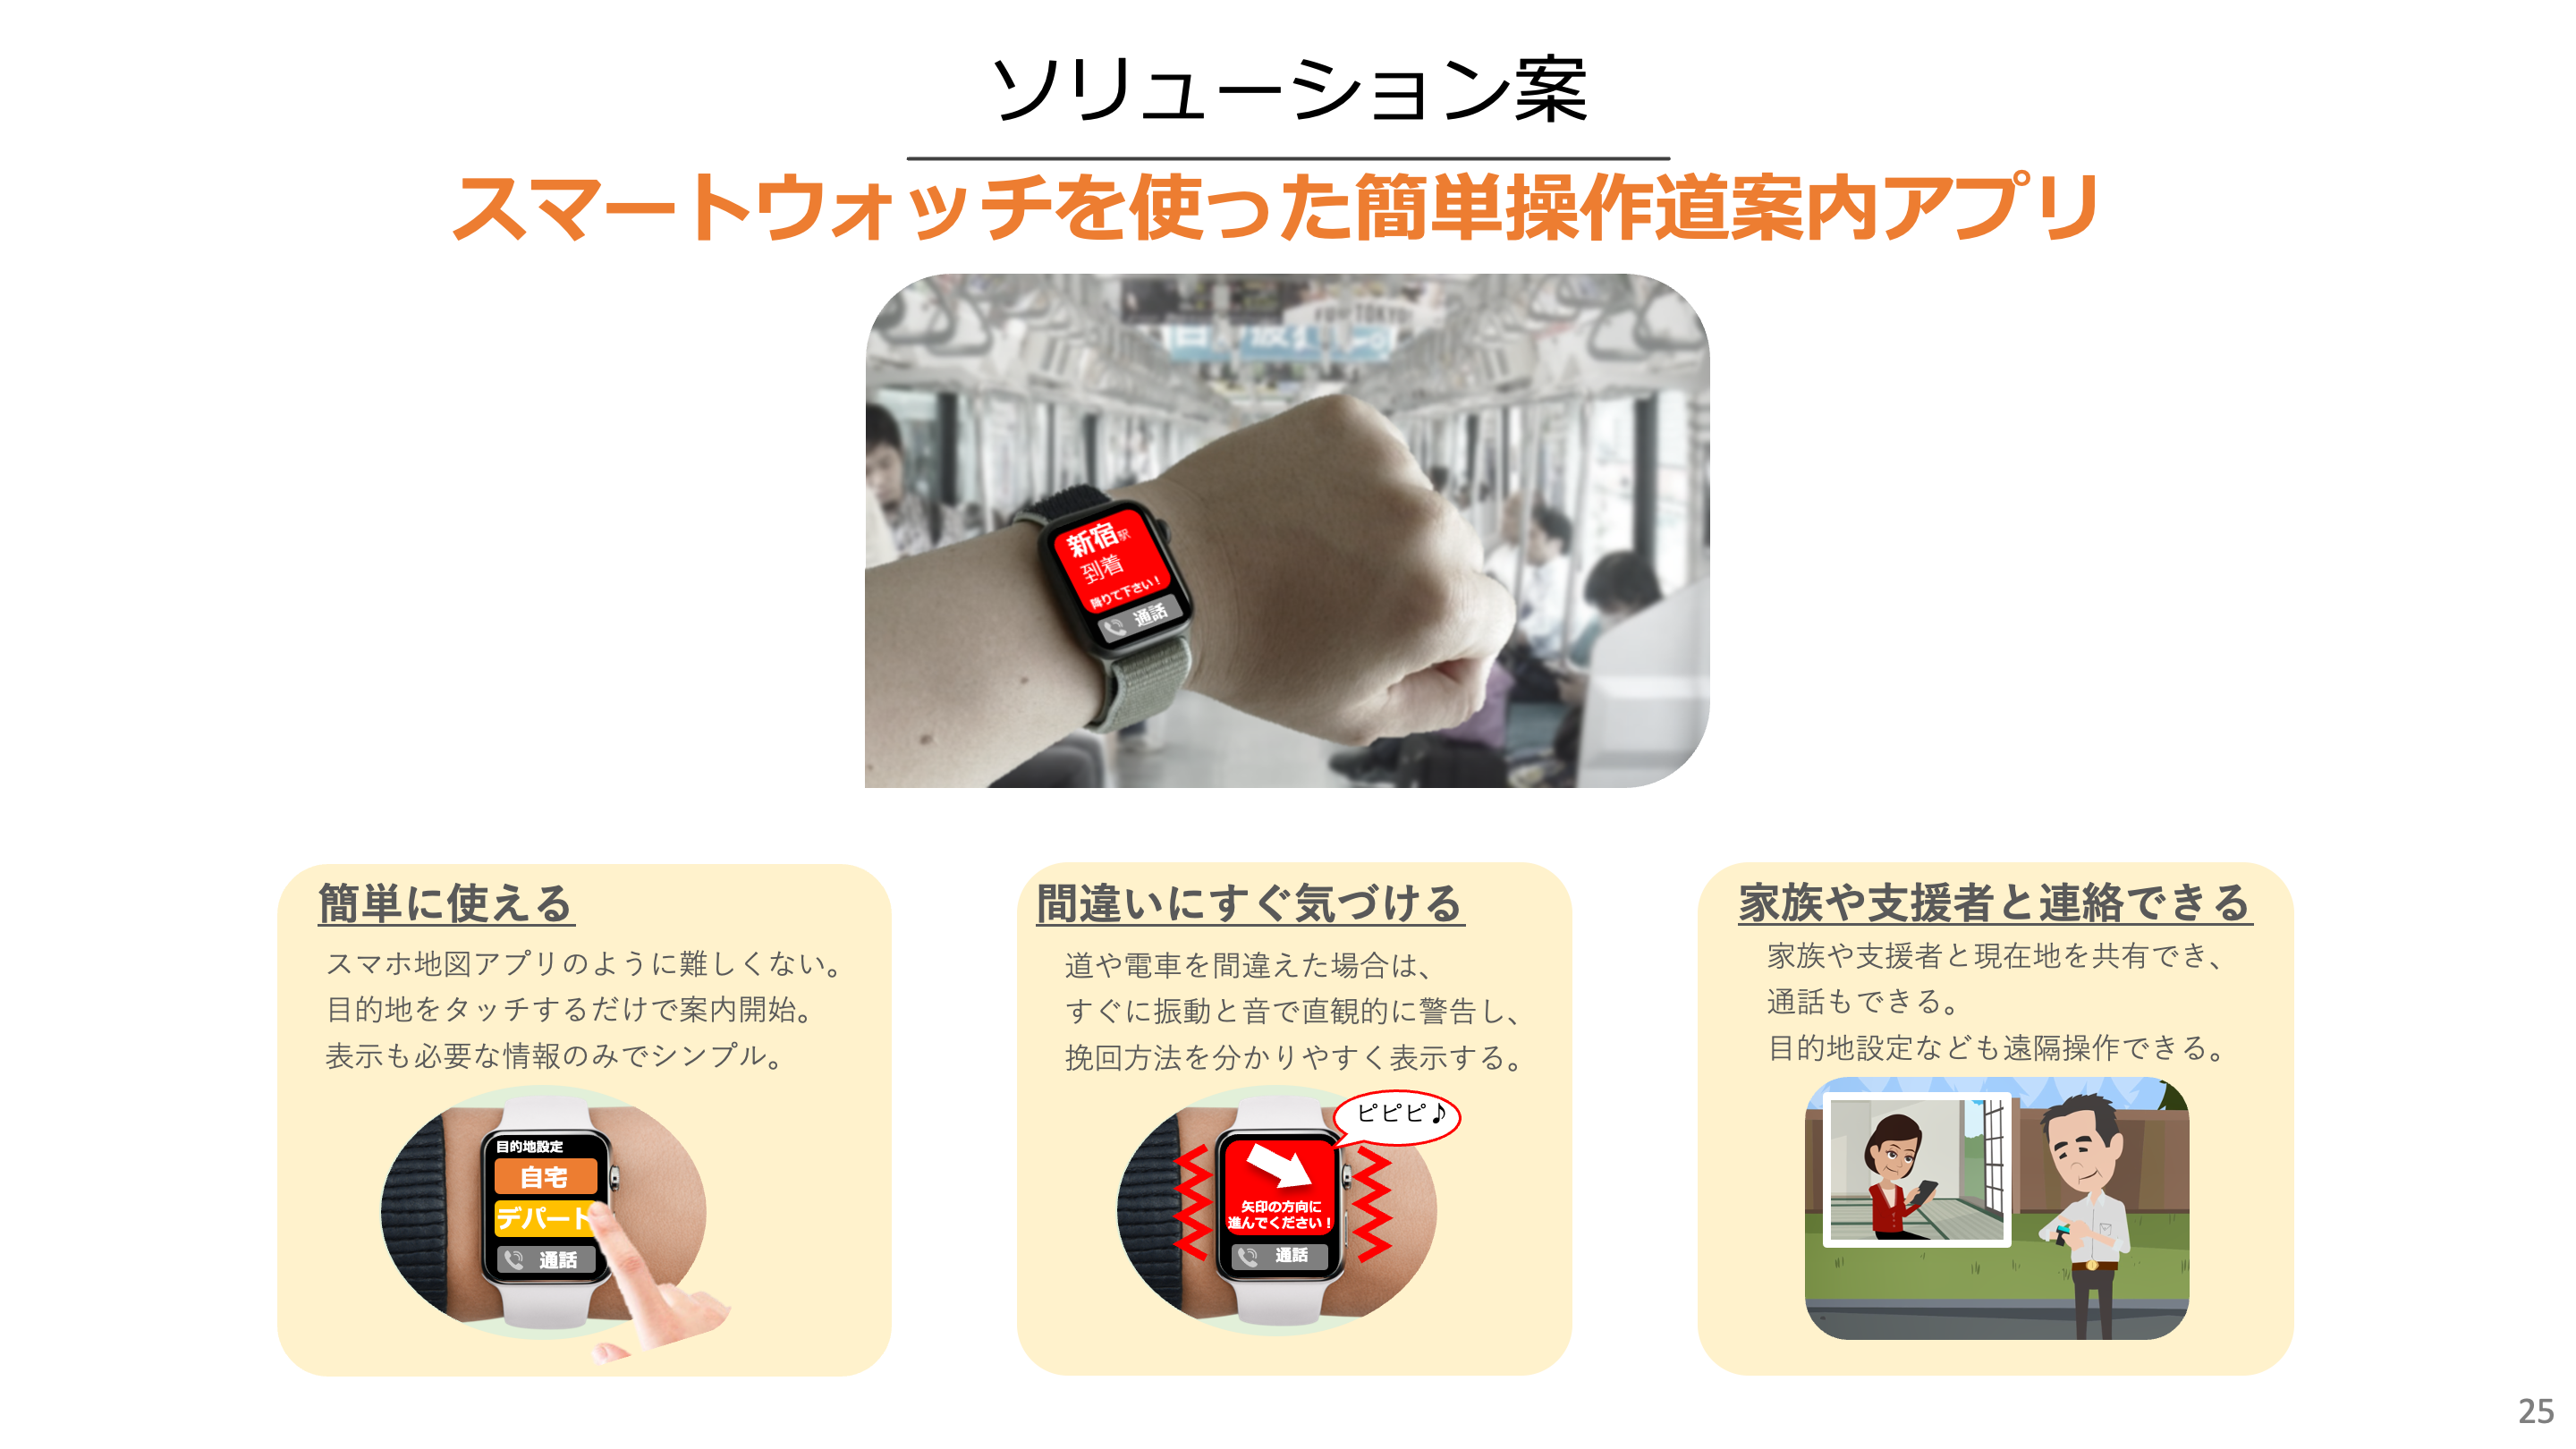 ソリューション案
スマートウォッチを使った簡単操作道案内アプリ
新宿駅
到着
降りて下さい！
通話
簡単に使える
スマホ地図アプリのように難しくない。
目的地をタッチするだけで案内開始。
表示も必要な情報のみでシンプル。
目的地設定
自宅
デパート
通話
間違いにすぐ気づける
道や電車を間違えた場合は、
すぐに振動と音で直観的に警告し、
挽回方法を分かりやすく表示する。
ピピピ♪
矢印の方向に
進んでください！
通話
家族や支援者と連絡できる
家族や支援者と現在地を共有でき、
通話もできる。
目的地設定なども遠隔操作できる。
25